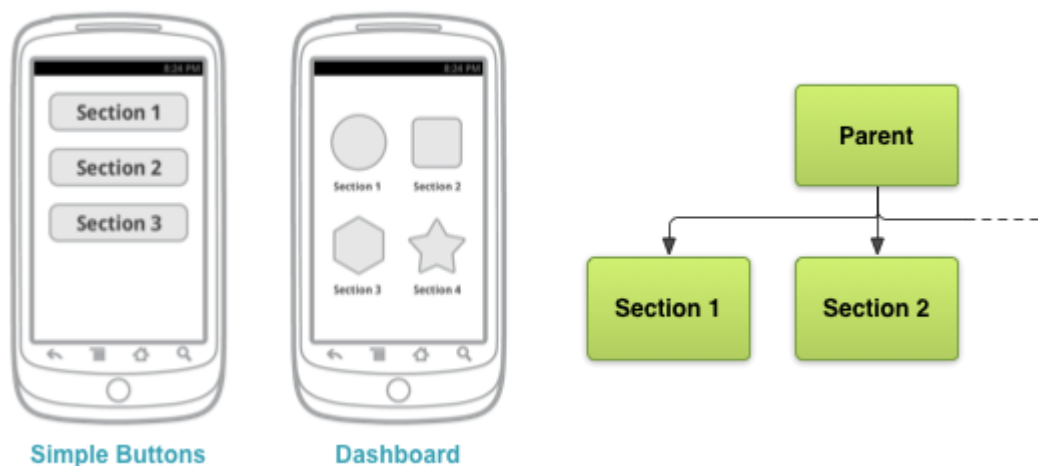 8:24 PM
Section 1
Section 2
Section 3
Simple Buttons
8:24 PM
Section 1 Section 2
Section 3 Section 4
Dashboard
Parent
Section 1 Section 2